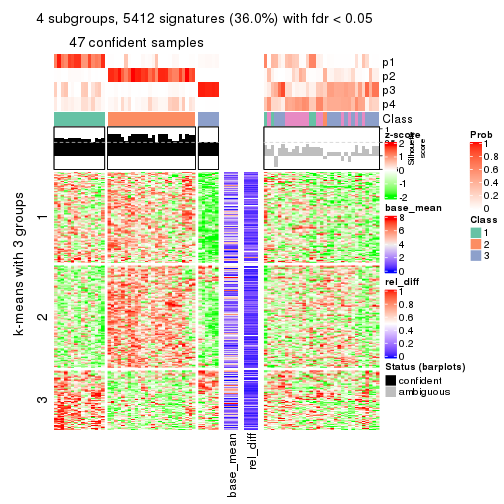 4 subgroups, 5412 signatures (36.0%) with fdr < 0.05
47 confident samples
p1
p2
p3
p4
Class
1
Silhouette
score
k-means with 3 groups
1
2
3
base_mean
rel_diff
z-score
2
1
0
-1
-2
base_mean
8
6
4
2
0
rel_diff
1
0.8
0.6
0.4
0.2
0
Status (barplots)
confident
ambiguous
Prob
1
0.8
0.6
0.4
0.2
0
Class
1
2
3